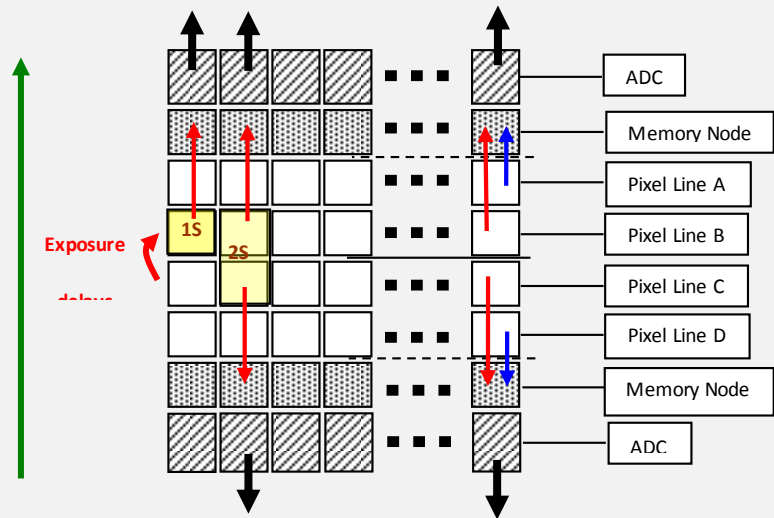 ADC
Memory Node
Pixel Line A
1S
Pixel Line B
Exposure
2S
Pixel Line C
Pixel Line D
Memory Node
ADC